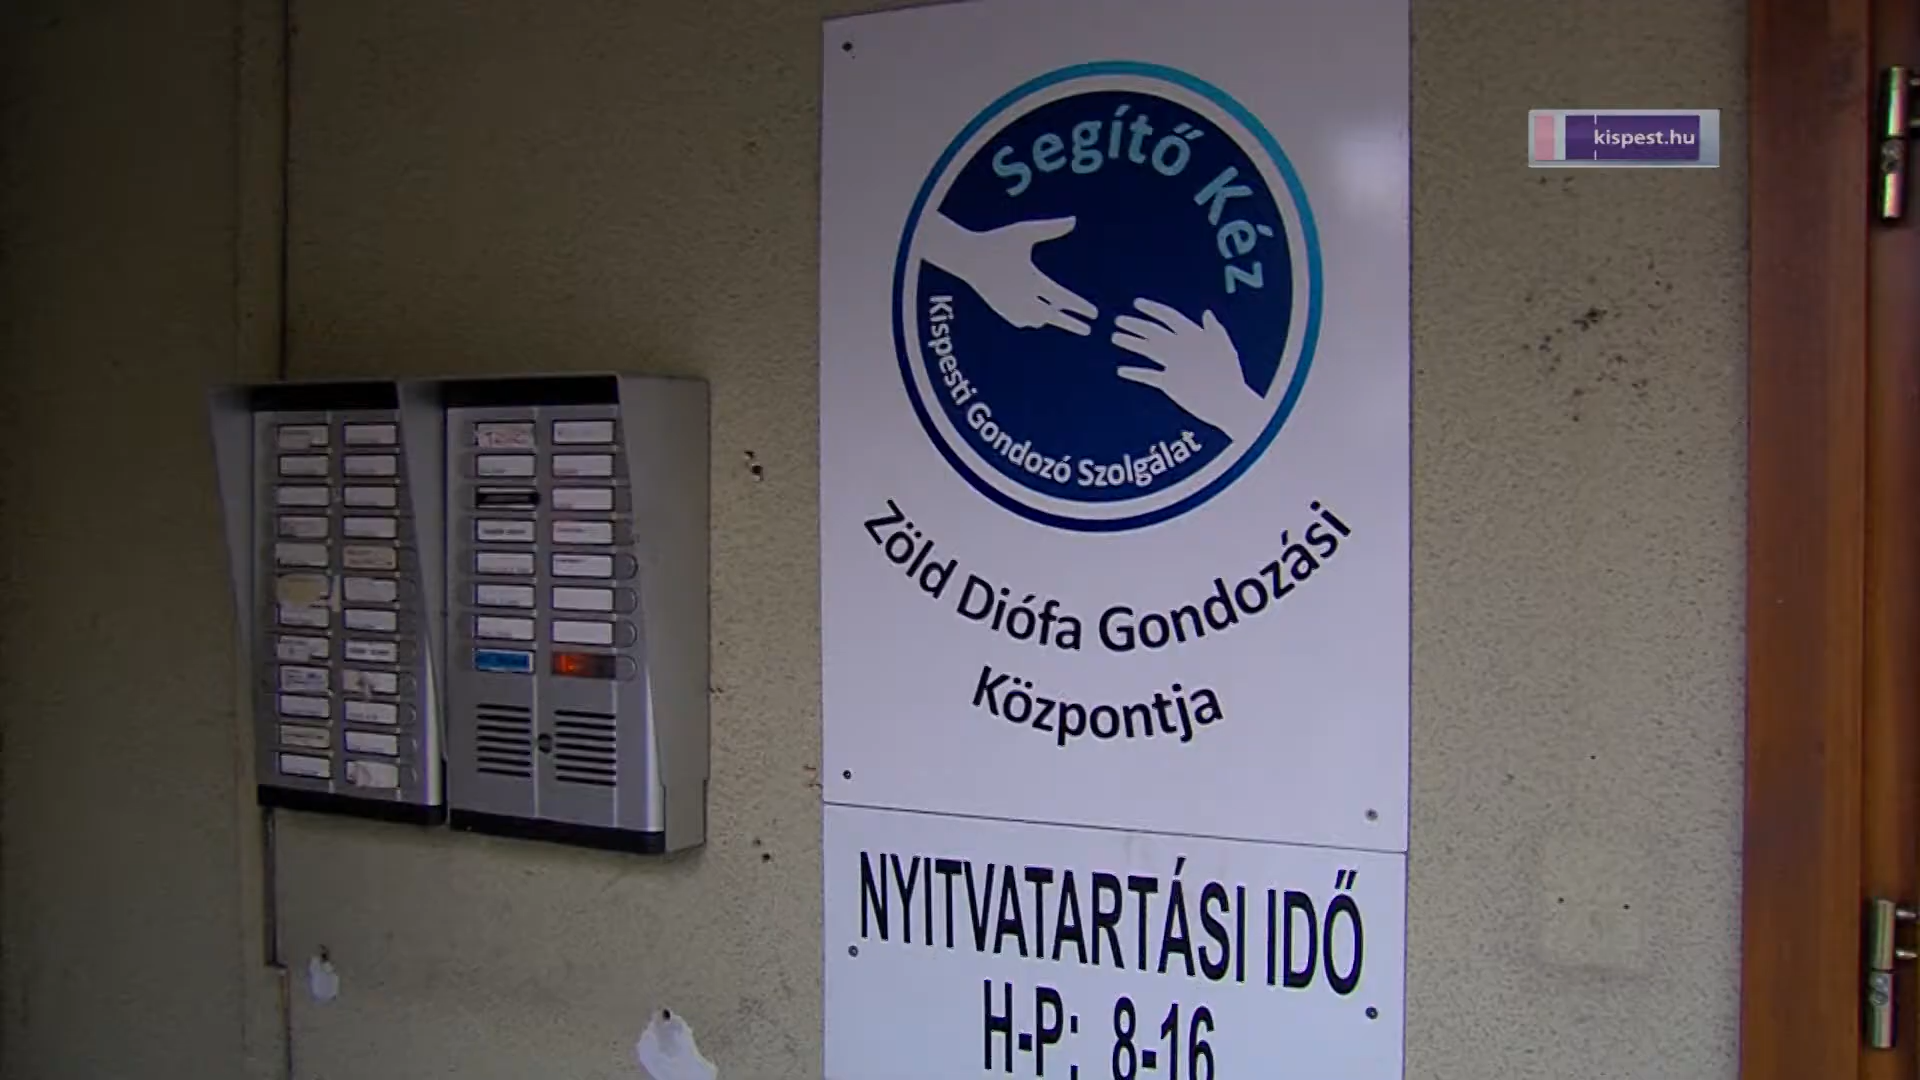 kispest.hu
Segítő Kéz
Kispesti Gondozó Szolgálat
Zöld Diófa Gondozási
Központja
NYITVATARTÁSI IDŐ
H-P: 8-16